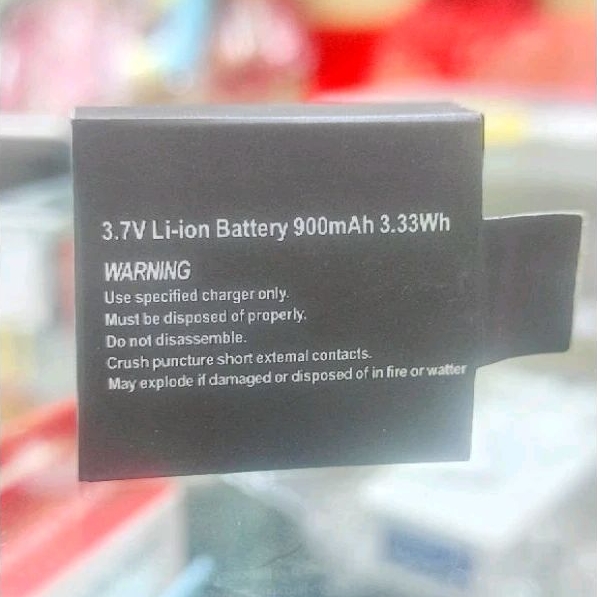 3.7V Li-ion Battery 900mAh 3.33Wh
WARNING
Use specified charger only.
Must be disposed of properly.
Do not disassemble.
Crush puncture short external contacts.
May explode if damaged or disposed of in fire or watter